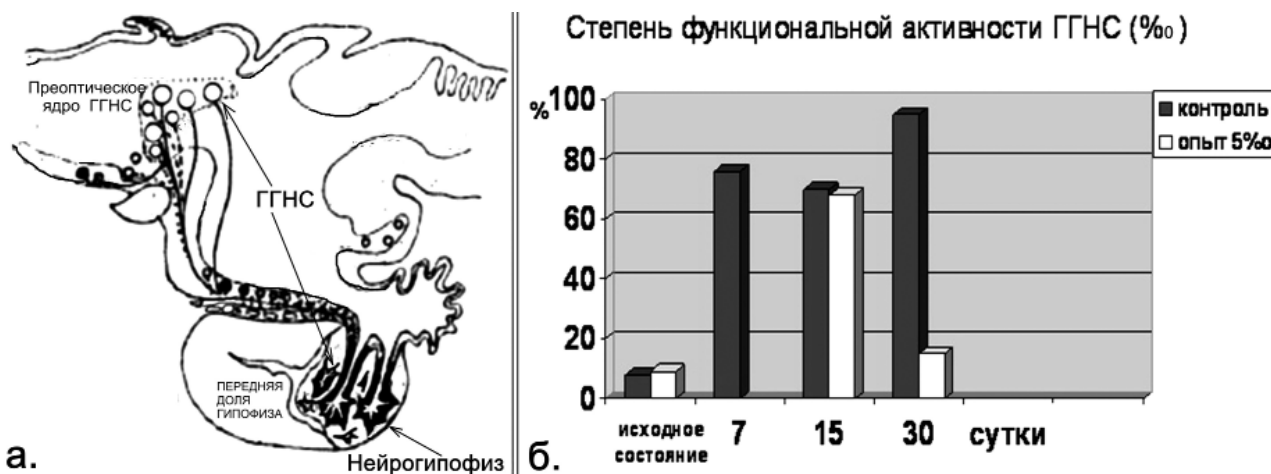 Преоптическое
ядро ГГНС
ГГНС
ПЕРЕДНЯЯ
ДОЛЯ
ГИПОФИЗА
Нейрогипофиз
а.
Степень функциональной активности ГГНС (‰)
%
100
80
60
40
20
0
исходное
состояние
7
15
30
сутки
контроль
опыт 5‰
б.